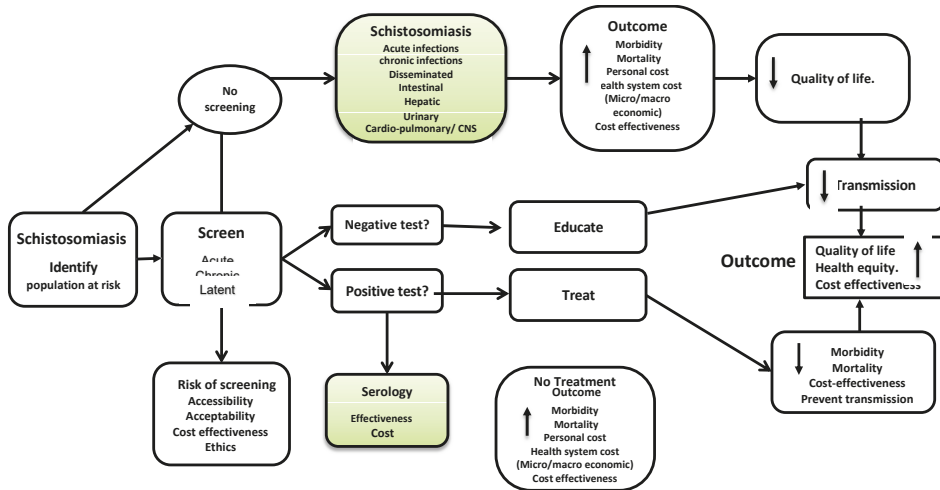 No
screening
Schistosomiasis
Acute infections
chronic infections
Disseminated
Intestinal
Hepatic
Urinary
Cardio-pulmonary/ CNS
Outcome
Morbidity
Mortality
Personal cost
ealth system cost
(Micro/macro
economic)
Cost effectiveness
Quality of life.
Transmission
Schistosomiasis
Identify
population at risk
Screen
Acute
Chronic
Latent
Negative test?
Educate
Positive test?
Treat
Outcome
Quality of life
Health equity.
Cost effectiveness
Risk of screening
Accessibility
Acceptability
Cost effectiveness
Ethics
Serology
Effectiveness
Cost
No Treatment
Outcome
Morbidity
Mortality
Personal cost
Health system cost
(Micro/macro economic)
Cost effectiveness
Morbidity
Mortality
Cost-effectiveness
Prevent transmission